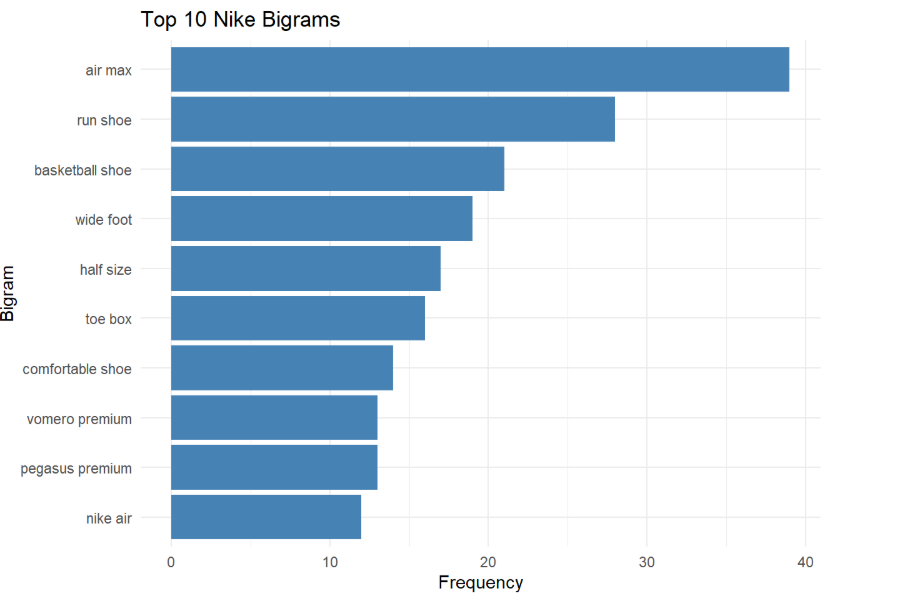 Top 10 Nike Bigrams
Bigram
air max
run shoe
basketball shoe
wide foot
half size
toe box
comfortable shoe
vomero premium
pegasus premium
nike air
0 10 20 30 40
Frequency